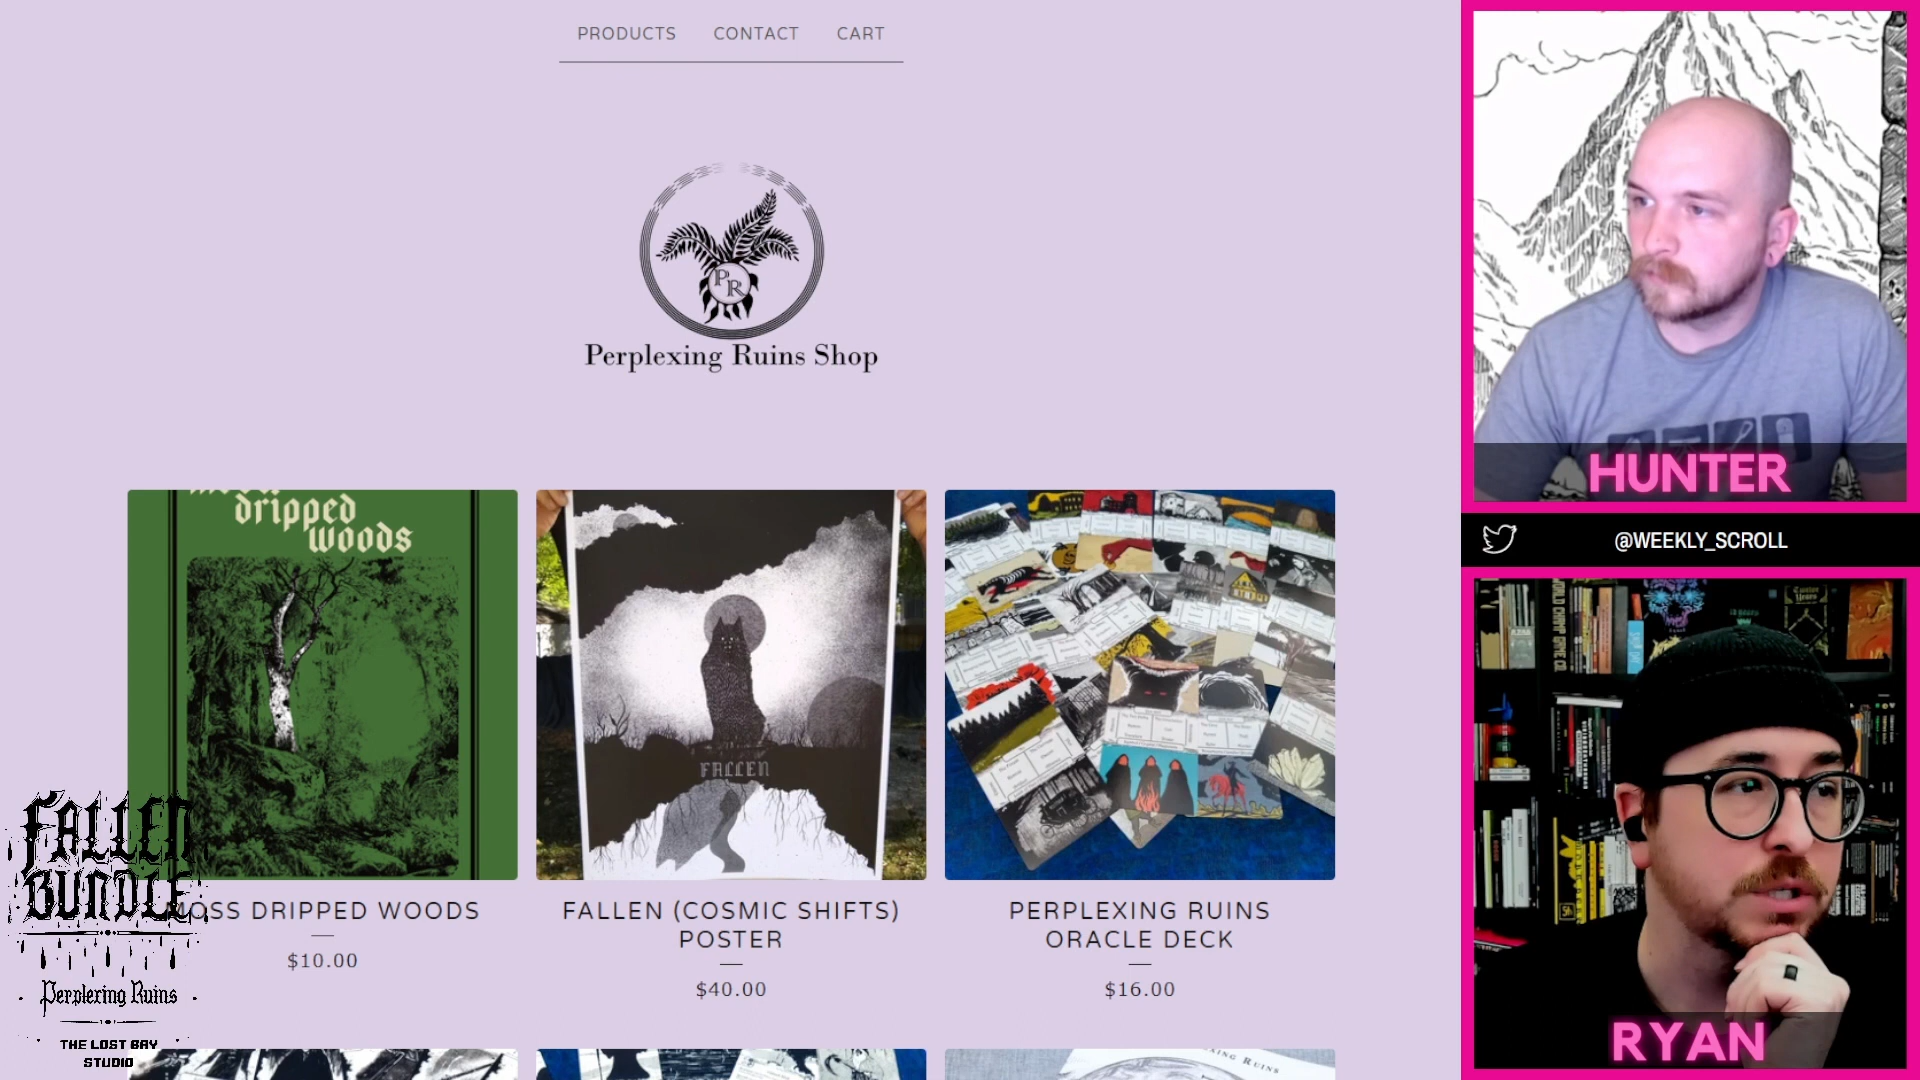 PRODUCTS CONTACT CART
PR
Perplexing Ruins Shop
dripped
woods
FALLEN
MOSS DRIPPED WOODS
$10.00
FALLEN (COSMIC SHIFTS)
POSTER
$40.00
PERPLEXING RUINS
ORACLE DECK
$16.00
FALLEN
BUNDLE
Perplexing Ruins
THE LOST BAY
STUDIO
HUNTER
@WEEKLY_SCROLL
RYAN